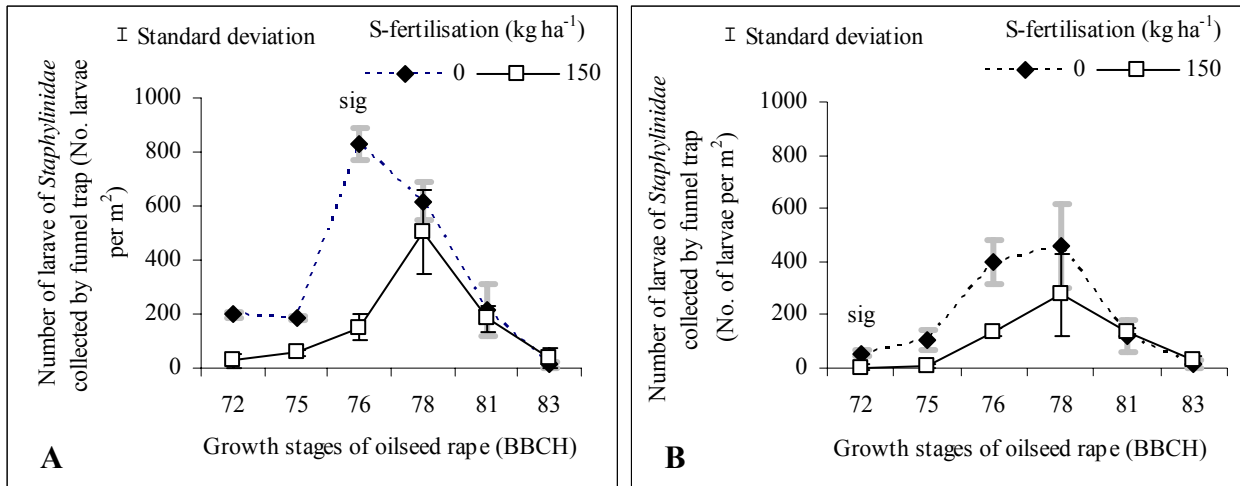 Standard deviation
S-fertilisation (kg ha-1)
0
150
Number of larave of Staphylinidae
collected by funnel trap (No. larvae
per m2)
1000
800
600
400
200
0
sig
72 75 76 78 81 83
Growth stages of oilseed rape (BBCH)
A
Standard deviation
S-fertilisation (kg ha-1)
0
150
Number of larvae of Staphylinidae
collected by funnel trap
(No. of larvae per m2)
1000
800
600
400
200
0
sig
72 75 76 78 81 83
Growth stages of oilseed rape (BBCH)
B